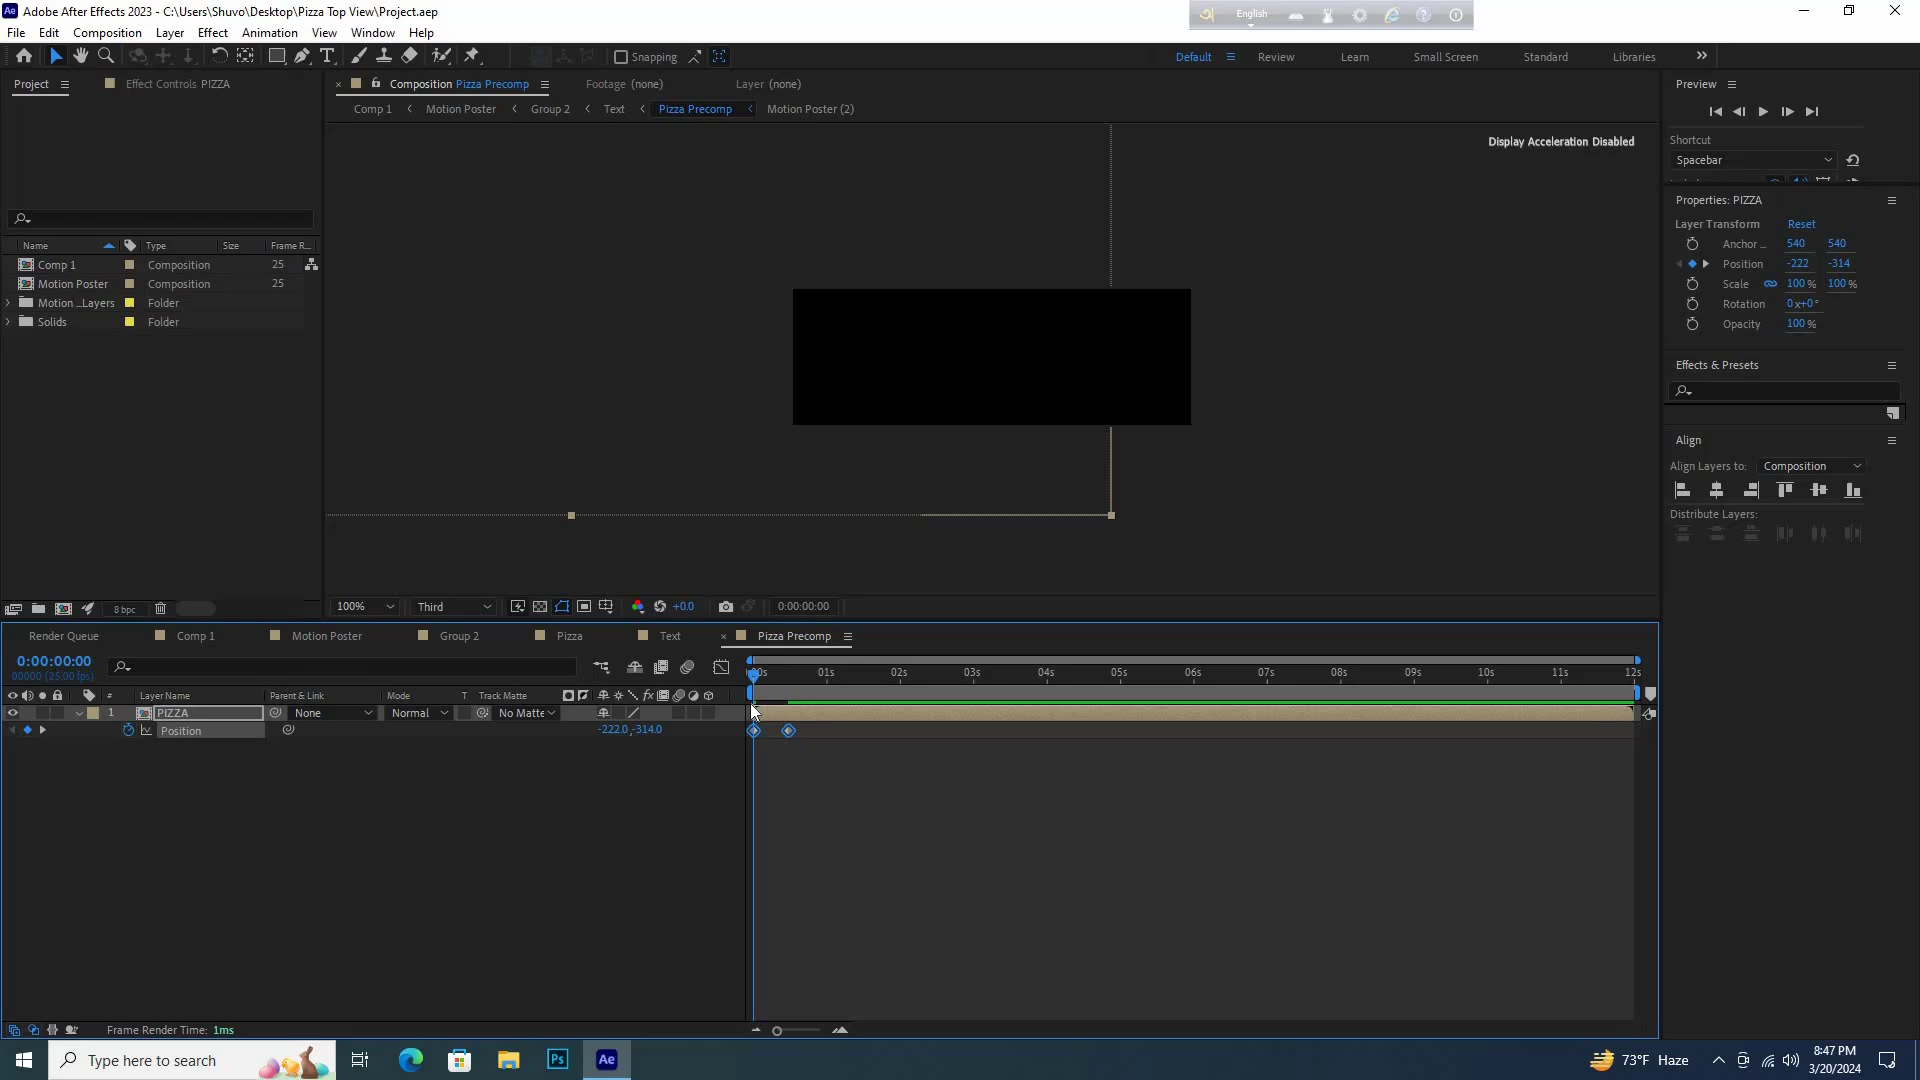 Adobe After Effects 2023 - C:\Users\Shuvo\Desktop\Pizza Top View\Project.aep
English
File Edit Composition Layer Effect Animation View Window Help
Snapping
Default Review Learn Small Screen Standard Libraries
Project Effect Controls PIZZA
Composition Pizza Precomp Footage (none) Layer (none)
Comp 1 Motion Poster Group 2 Text Pizza Precomp Motion Poster (2)
Display Acceleration Disabled
Preview
Shortcut
Spacebar
Properties: PIZZA
Layer Transform Reset
Anchor ... 540 540
Position -222 -314
Scale 100 % 100 %
Rotation 0 x+0°
Opacity 100 %
Effects & Presets
Align
Align Layers to: Composition
Distribute Layers:
Name Type Size Frame R...
Comp 1 Composition 25
Motion Poster Composition 25
Motion ...Layers Folder
Solids Folder
8 bpc
100% Third +0.0 0:00:00:00
Render Queue Comp 1 Motion Poster Group 2 Pizza Text Pizza Precomp
0:00:00:00
00000 (25.00 fps)
01s 02s 03s 04s 05s 06s 07s 08s 09s 10s 11s 12s
# Layer Name Parent & Link Mode T Track Matte
1 PIZZA None Normal No Matte
Position -222.0,-314.0
Frame Render Time: 1ms
Type here to search
Ps
Ae
73°F Haze
8:47 PM
3/20/2024